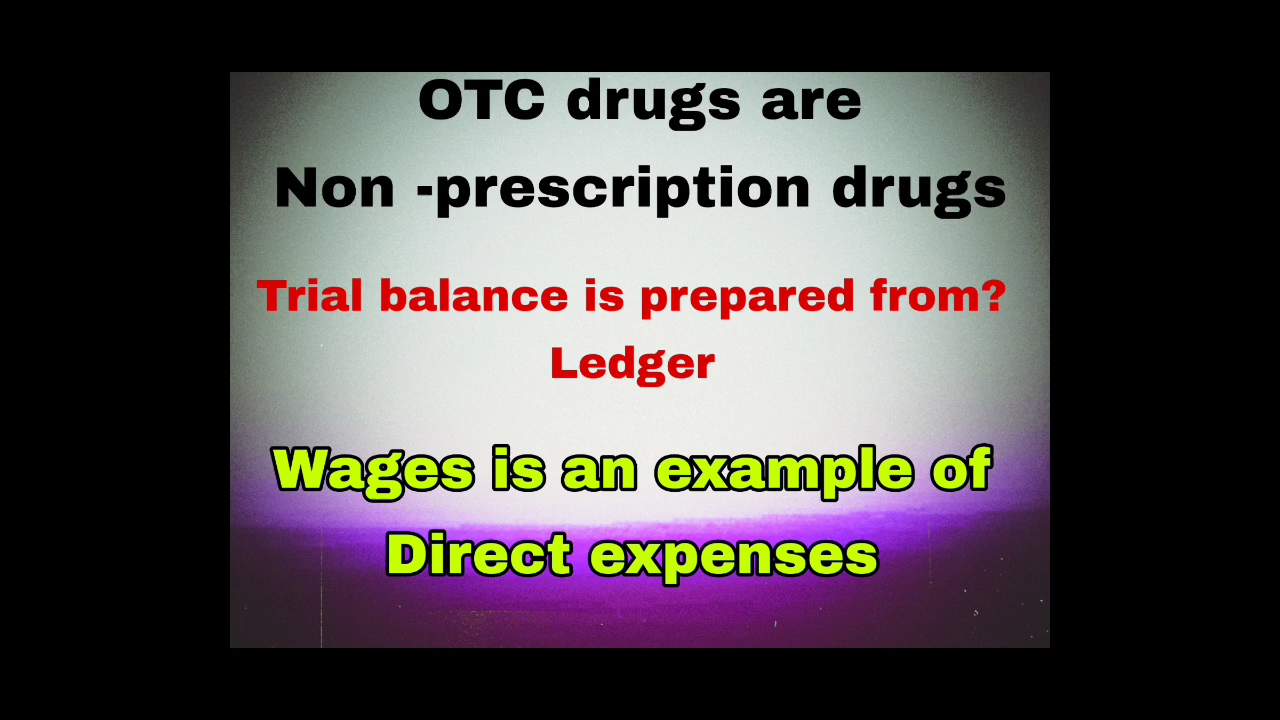 OTC drugs are
Non -prescription drugs
Trial balance is prepared from?
Ledger
Wages is an example of
Direct expenses